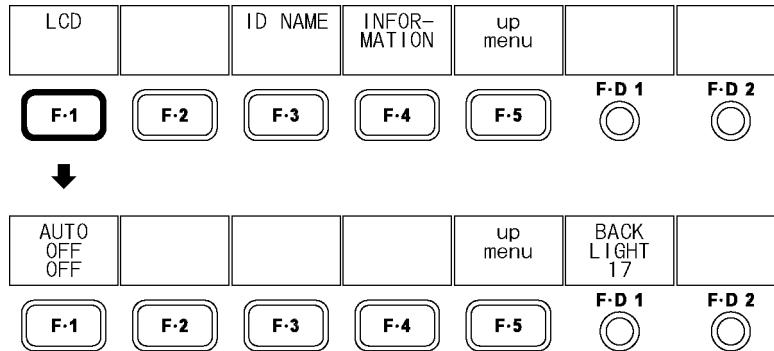 LCD
ID NAME
INFOR-
MATION
up
menu
F·1
F·2
F·3
F·4
F·5
F·D 1
F·D 2
AUTO
OFF
OFF
up
menu
BACK
LIGHT
17
F·1
F·2
F·3
F·4
F·5
F·D 1
F·D 2